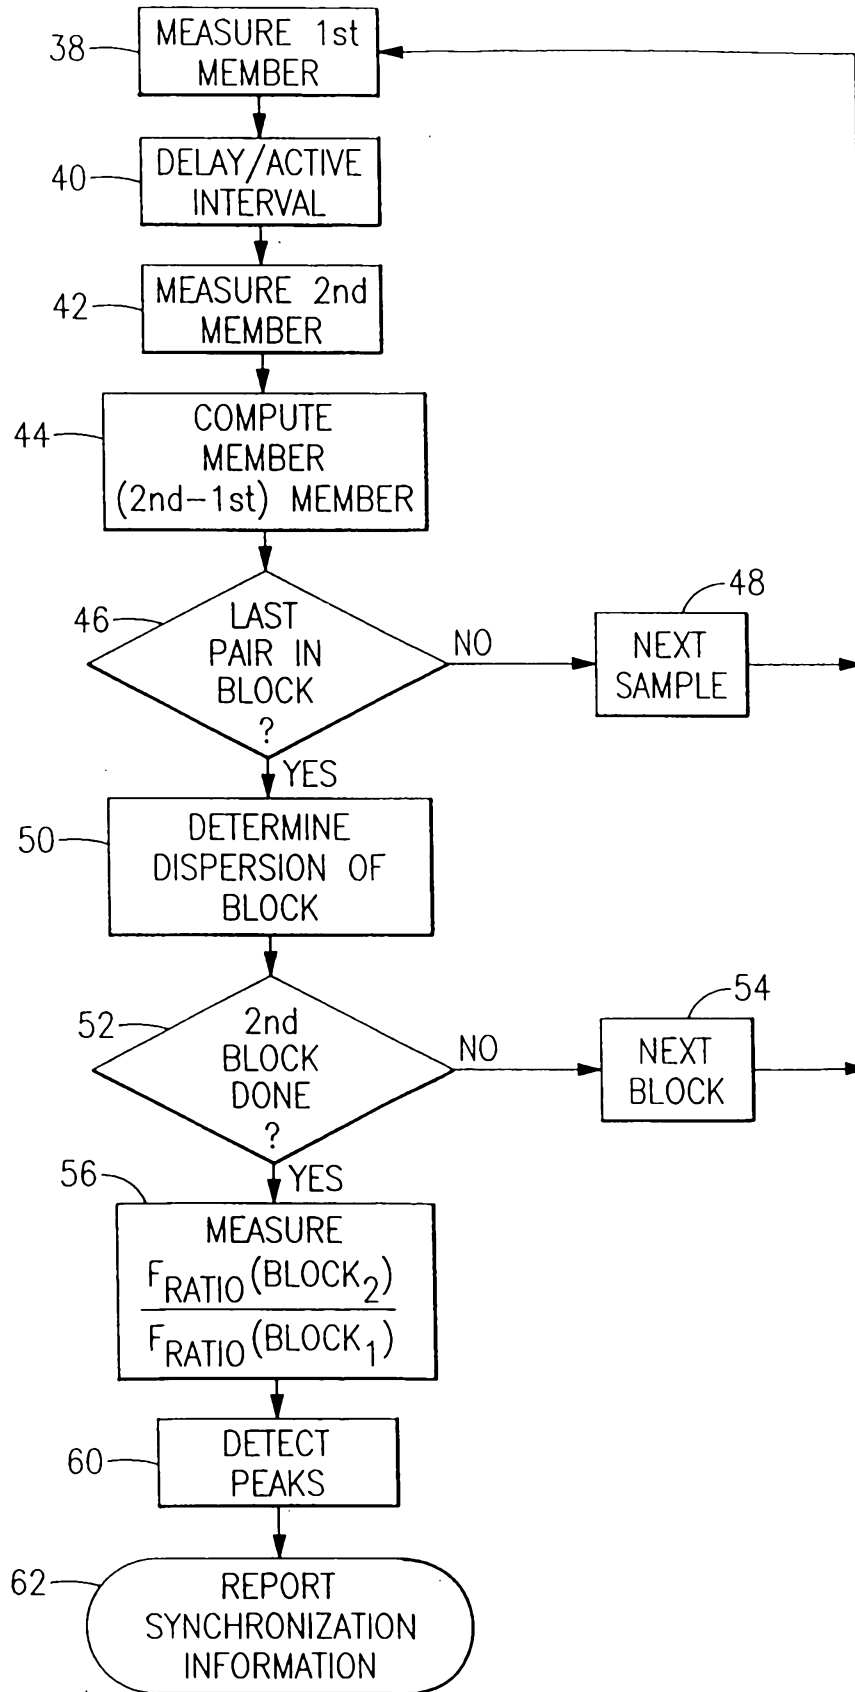 38
MEASURE 1st
MEMBER
40
DELAY/ACTIVE
INTERVAL
42
MEASURE 2nd
MEMBER
44
COMPUTE
MEMBER
(2nd-1st) MEMBER
46
LAST
PAIR IN
BLOCK
?
NO
48
NEXT
SAMPLE
YES
50
DETERMINE
DISPERSION OF
BLOCK
52
2nd
BLOCK
DONE
?
NO
54
NEXT
BLOCK
YES
56
MEASURE
FRATIO(BLOCK2)
FRATIO(BLOCK1)
60
DETECT
PEAKS
62
REPORT
SYNCHRONIZATION
INFORMATION